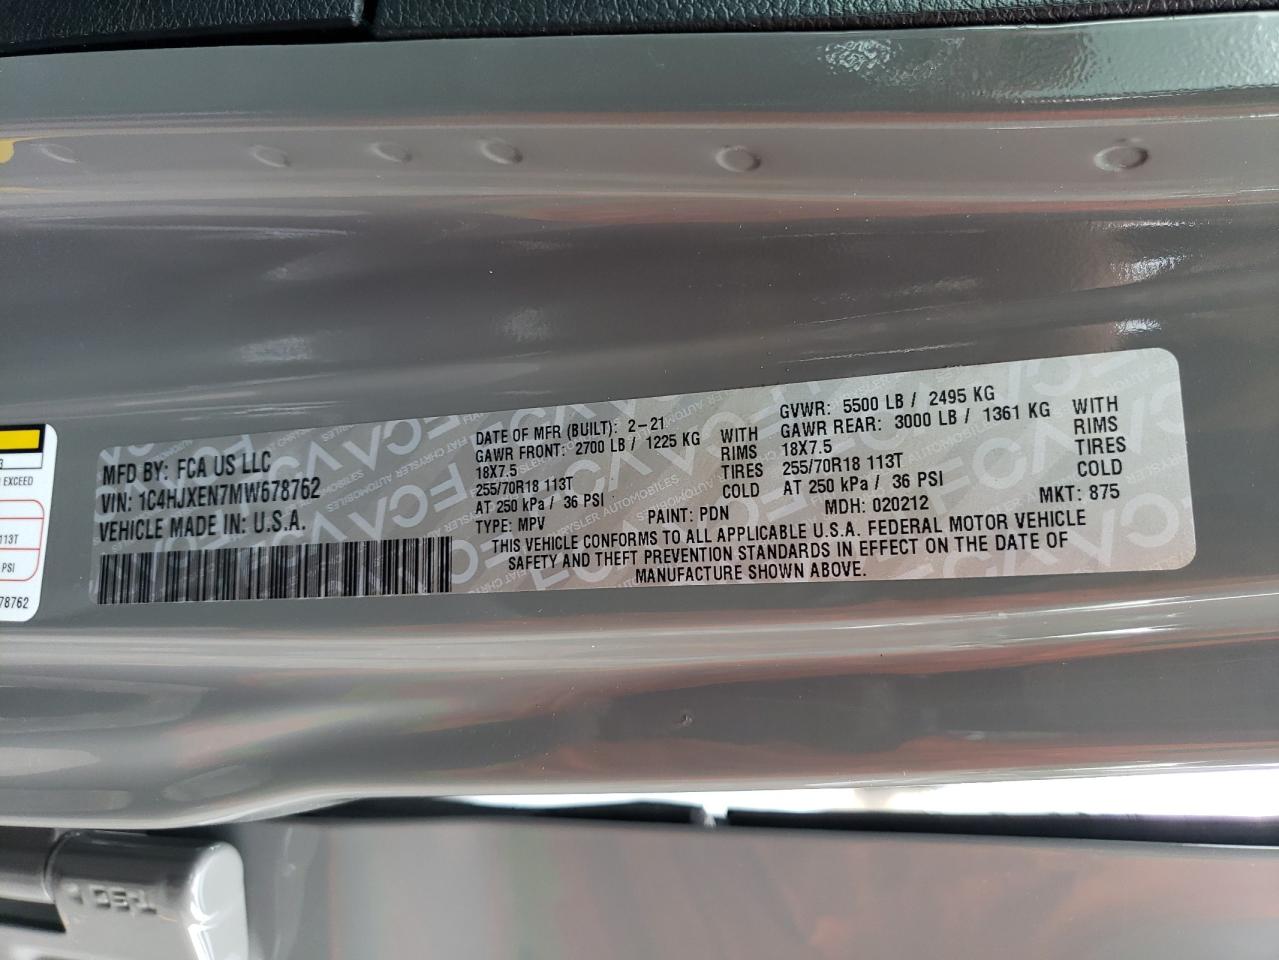 MFD BY: FCA US LLC
VIN: 1C4HJXEN7MW678762
VEHICLE MADE IN: U.S.A.
DATE OF MFR (BUILT): 2-21
GAWR FRONT: 2700 LB / 1225 KG WITH
18X7.5 RIMS
255/70R18 113T TIRES
AT 250 kPa / 36 PSI COLD
GVWR: 5500 LB / 2495 KG
GAWR REAR: 3000 LB / 1361 KG WITH
18X7.5 RIMS
255/70R18 113T TIRES
AT 250 kPa / 36 PSI COLD
TYPE: MPV PAINT: PDN MDH: 020212 MKT: 875
THIS VEHICLE CONFORMS TO ALL APPLICABLE U.S.A. FEDERAL MOTOR VEHICLE
SAFETY AND THEFT PREVENTION STANDARDS IN EFFECT ON THE DATE OF
MANUFACTURE SHOWN ABOVE.
3
EXCEED
113T
PSI
78762